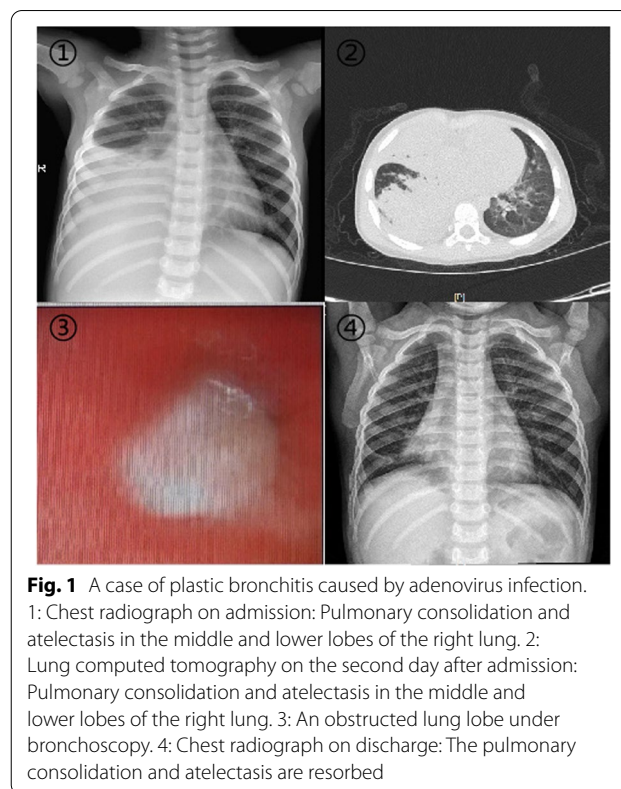 ①
②
R
③
④
Fig. 1 A case of plastic bronchitis caused by adenovirus infection.
1: Chest radiograph on admission: Pulmonary consolidation and
atelectasis in the middle and lower lobes of the right lung. 2:
Lung computed tomography on the second day after admission:
Pulmonary consolidation and atelectasis in the middle and
lower lobes of the right lung. 3: An obstructed lung lobe under
bronchoscopy. 4: Chest radiograph on discharge: The pulmonary
consolidation and atelectasis are resorbed